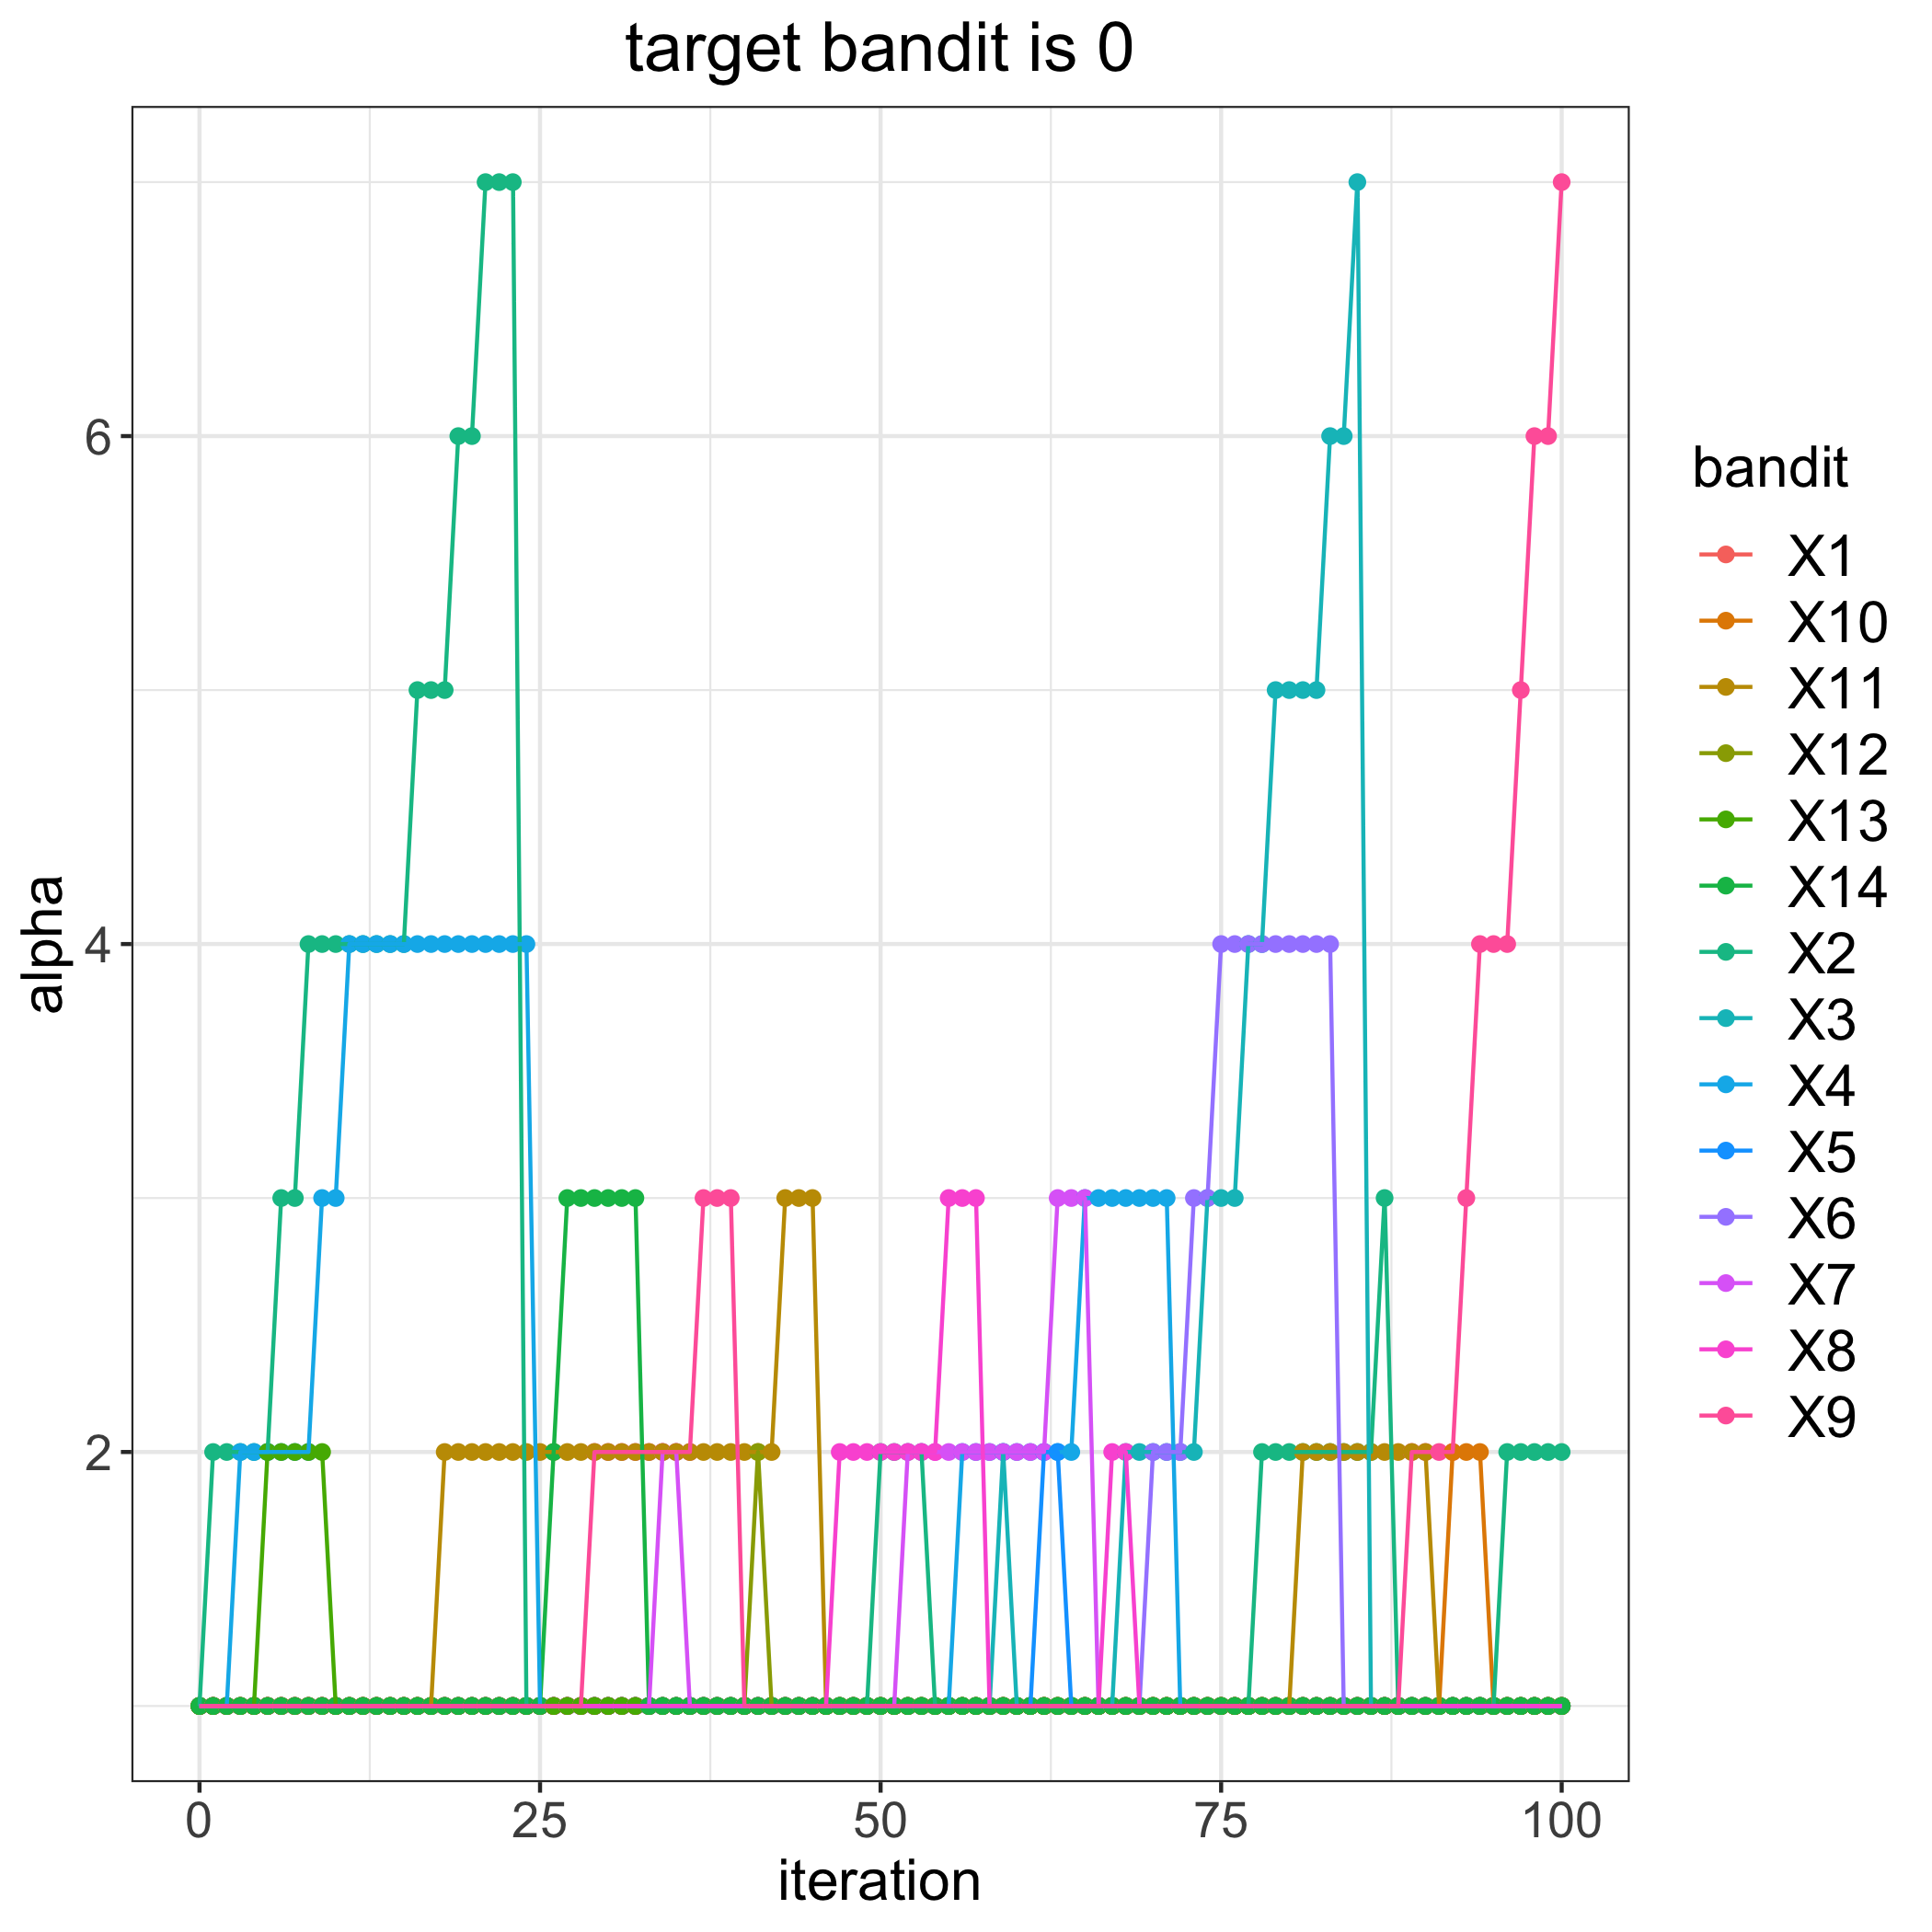 target bandit is 0
alpha
6
4
2
0 25 50 75 100
iteration
bandit
X1
X10
X11
X12
X13
X14
X2
X3
X4
X5
X6
X7
X8
X9